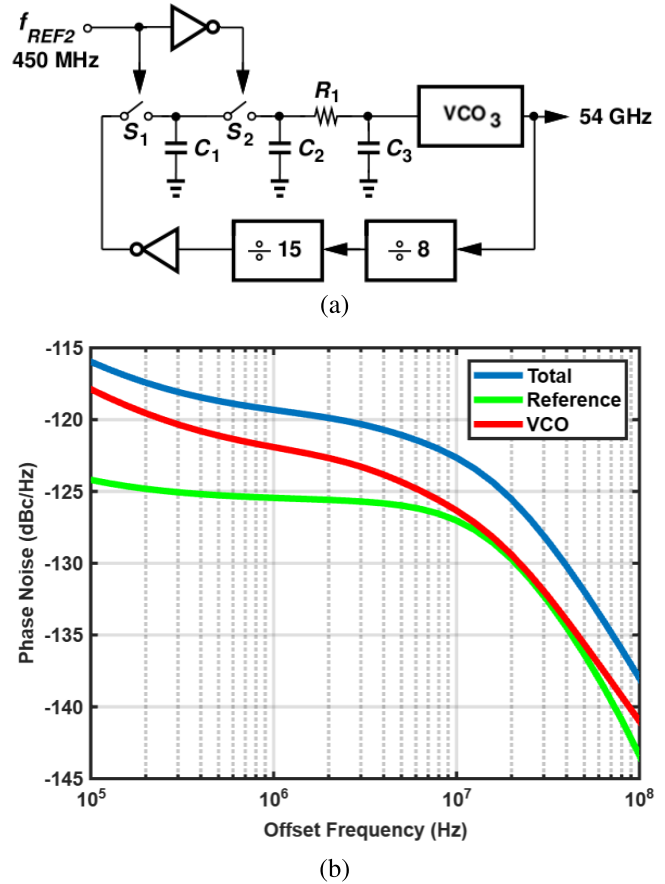 f_REF2
450 MHz
R1
S1
S2
C1
C2
C3
VCO3
54 GHz
÷ 15
÷ 8
(a)
-115
-120
-125
-130
-135
-140
-145
Phase Noise (dBc/Hz)
Total
Reference
VCO
10^5
10^6
10^7
10^8
Offset Frequency (Hz)
(b)